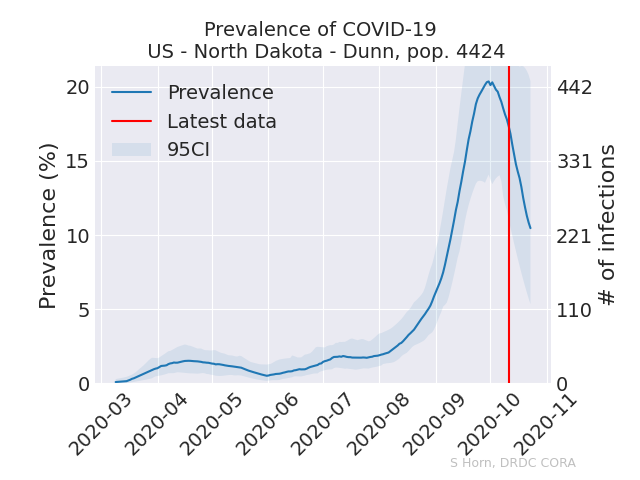 Prevalence of COVID-19
US - North Dakota - Dunn, pop. 4424
Prevalence (%)
20
15
10
5
0
Prevalence
Latest data
95CI
442
331
221
110
0
# of infections
2020-03
2020-04
2020-05
2020-06
2020-07
2020-08
2020-09
2020-10
2020-11
S Horn, DRDC CORA